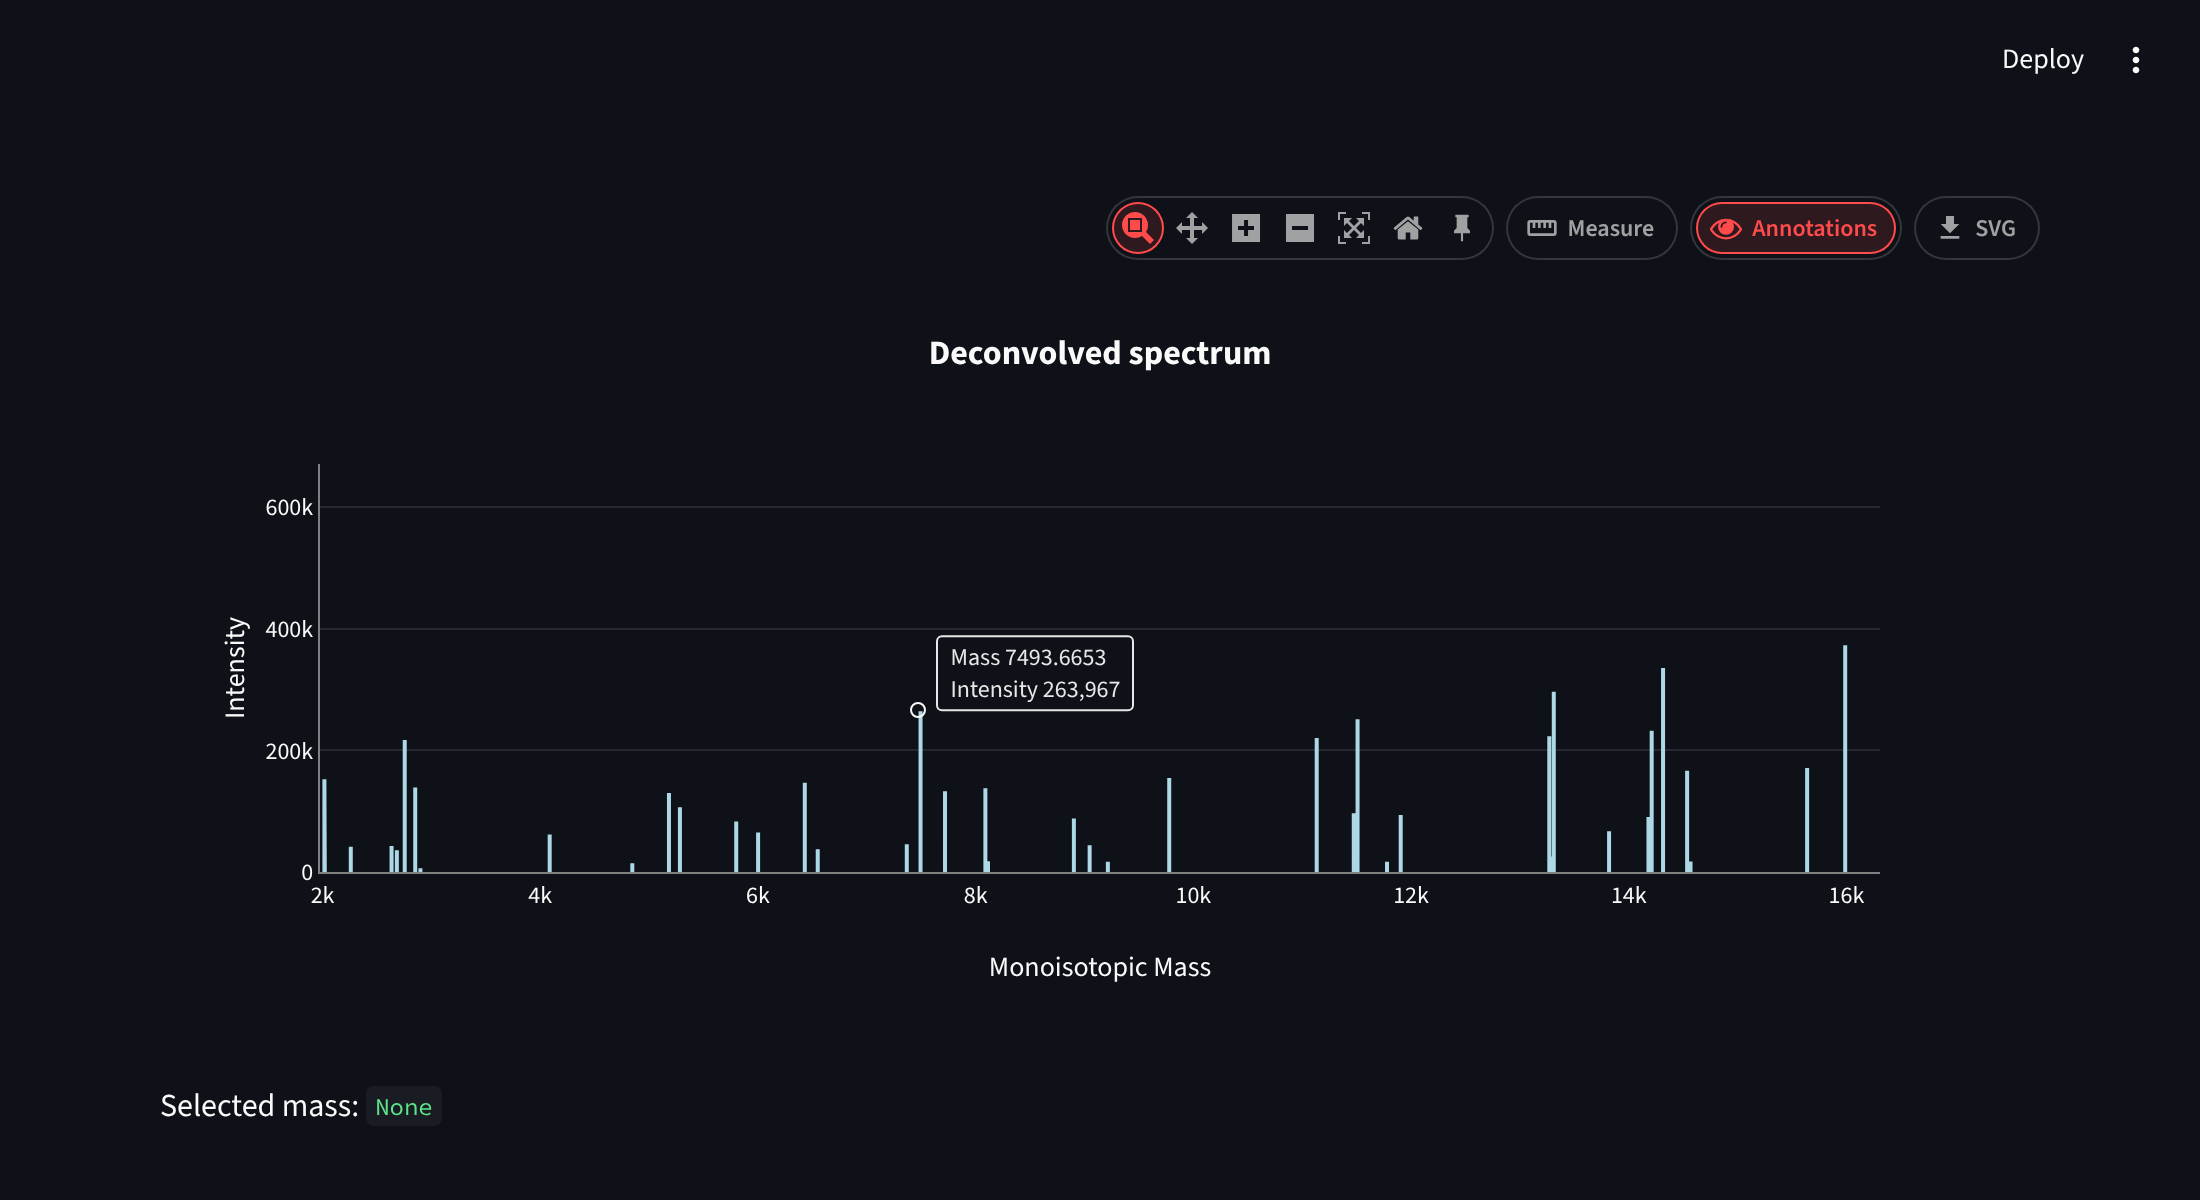 Deploy
Measure
Annotations
SVG
Deconvolved spectrum
600k
400k
200k
0
Intensity
Mass 7493.6653
Intensity 263,967
2k 4k 6k 8k 10k 12k 14k 16k
Monoisotopic Mass
Selected mass: None